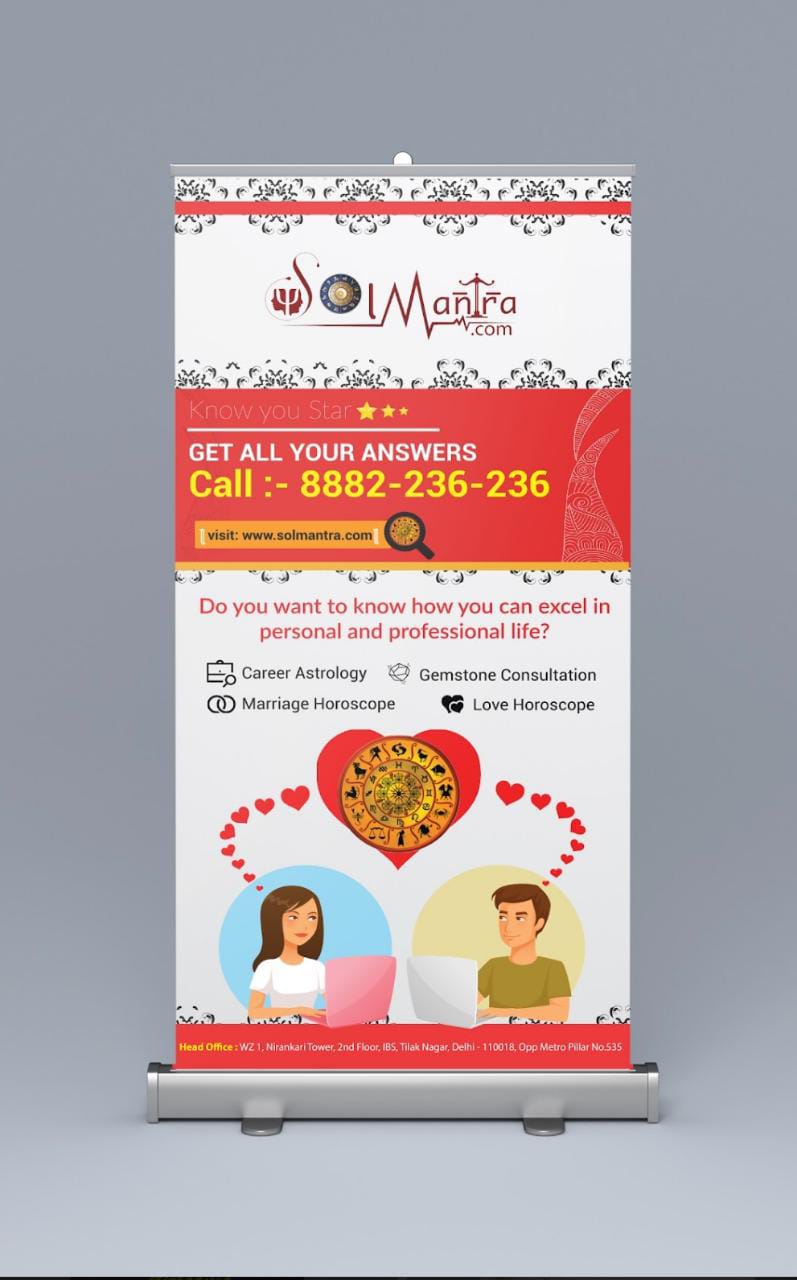 SOlMantra
.com
Know you Star
GET ALL YOUR ANSWERS
Call :- 8882-236-236
visit: www.solmantra.com
Do you want to know how you can excel in
personal and professional life?
Career Astrology Gemstone Consultation
Marriage Horoscope Love Horoscope
Head Office : WZ 1, Nirankari Tower, 2nd Floor, IBS, Tilak Nagar, Delhi - 110018, Opp Metro Pillar No.535